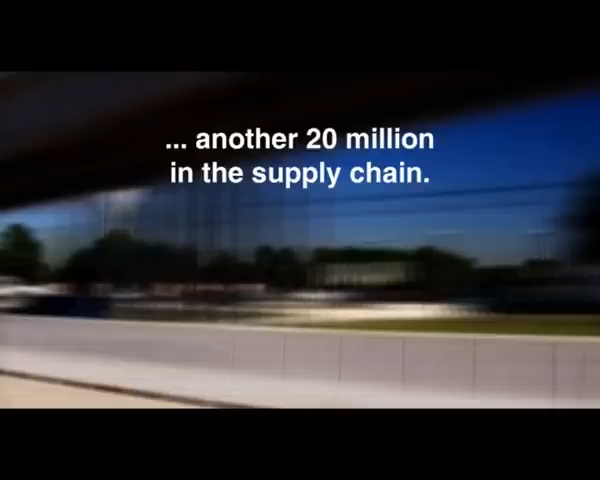 ... another 20 million
in the supply chain.